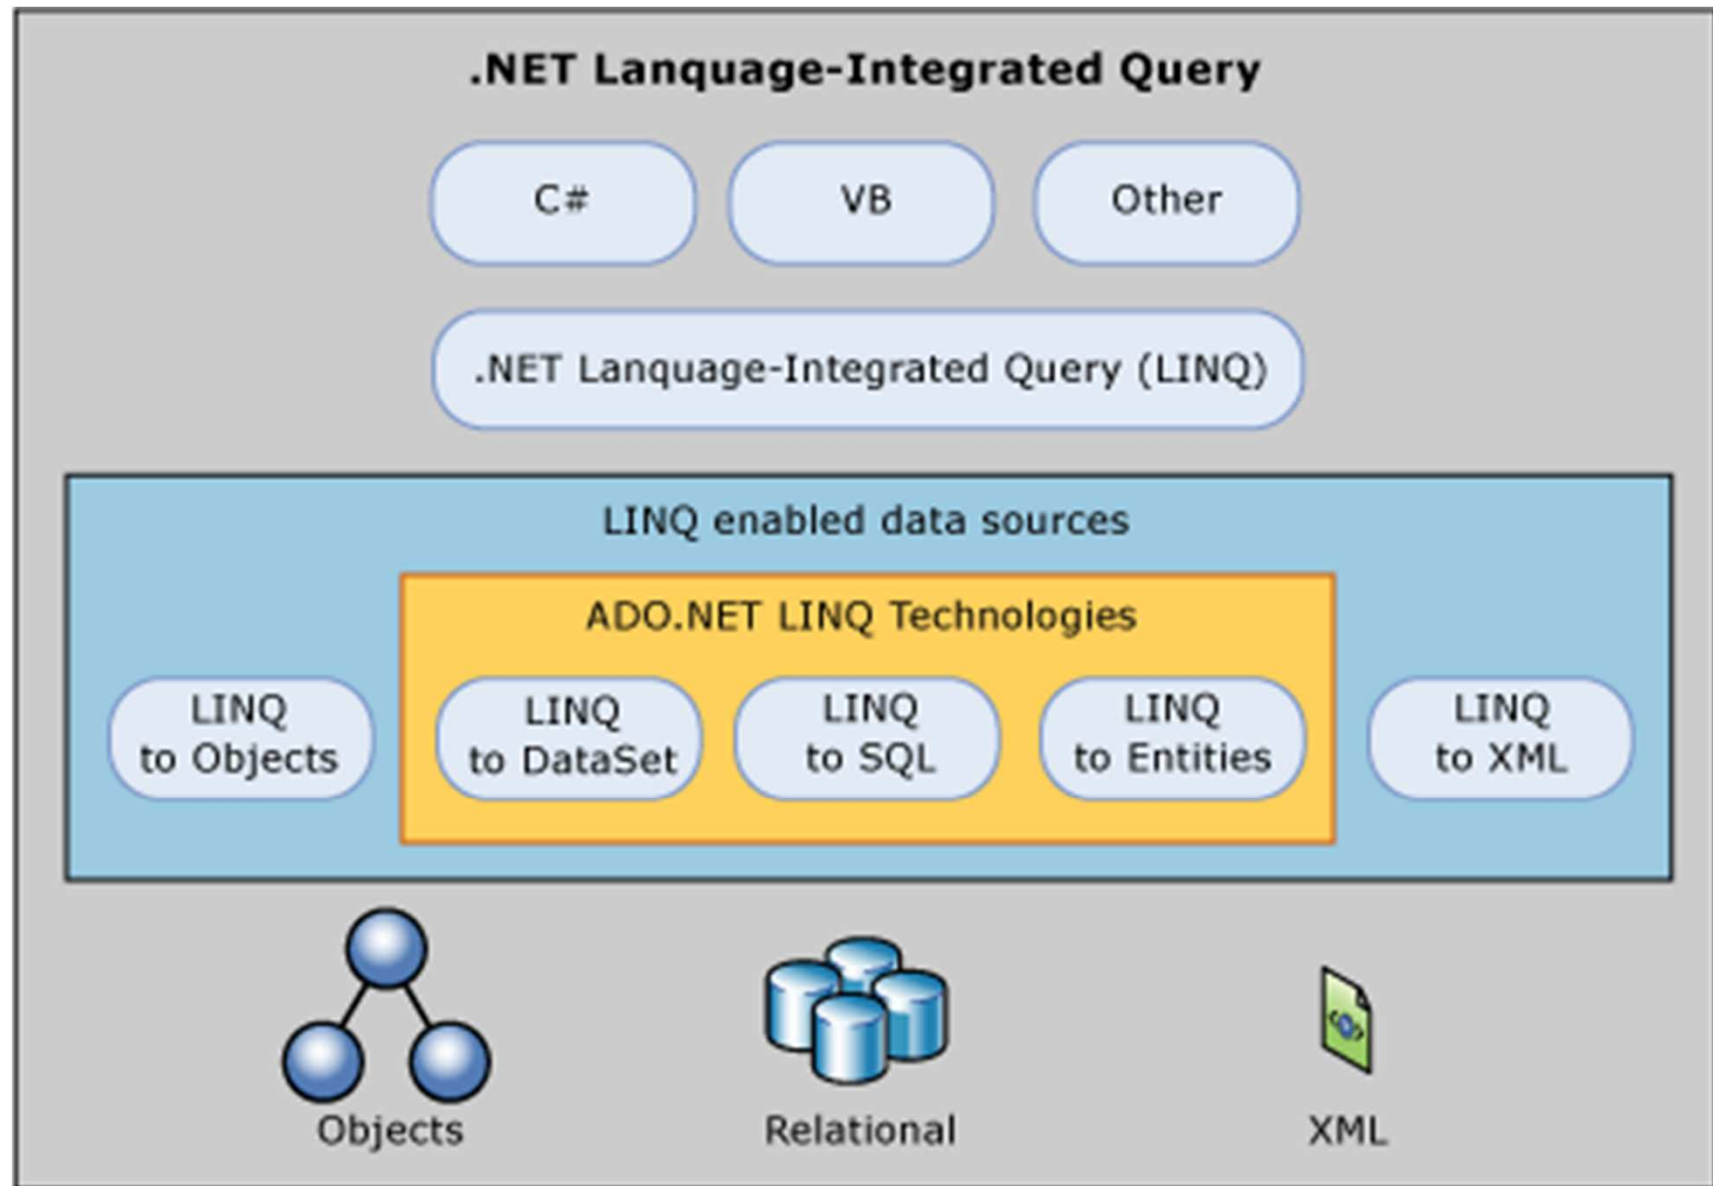 .NET Lanquage-Integrated Query
C#
VB
Other
.NET Lanquage-Integrated Query (LINQ)
LINQ enabled data sources
ADO.NET LINQ Technologies
LINQ
to Objects
LINQ
to DataSet
LINQ
to SQL
LINQ
to Entities
LINQ
to XML
Objects
Relational
XML